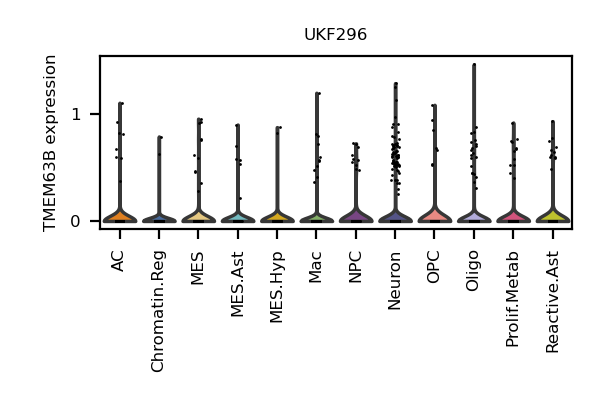 UKF296
TMEM63B expression
1
0
AC
Chromatin.Reg
MES
MES.Ast
MES.Hyp
Mac
NPC
Neuron
OPC
Oligo
Prolif.Metab
Reactive.Ast